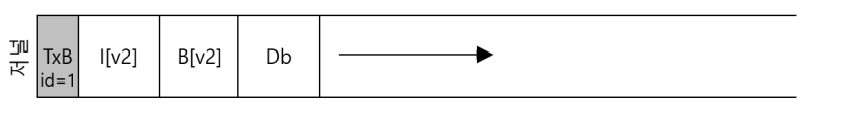 저널
TxB
id=1
I[v2]
B[v2]
Db